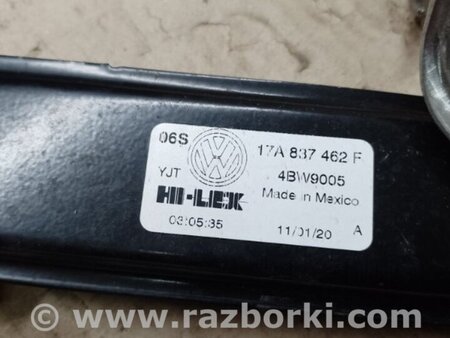 06S 17A 837 462 F
YJT 4BW9005
HI-LEX Made in Mexico
03:05:35 11/01/20 A
www.razborki.com